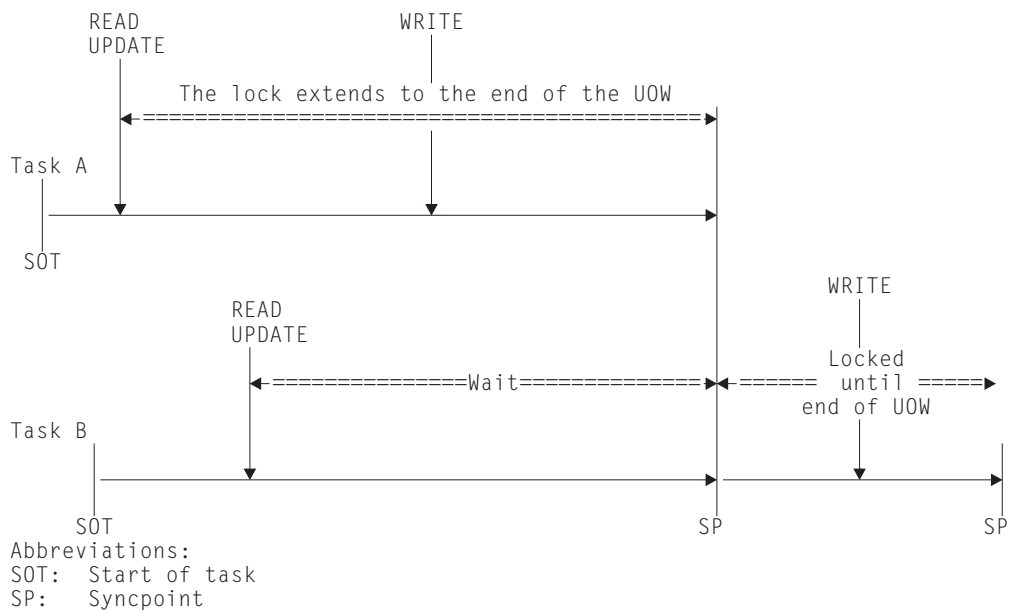 READ
UPDATE
WRITE
The lock extends to the end of the UOW
Task A
SOT
WRITE
READ
UPDATE
Locked
Wait
until
end of UOW
Task B
SOT
SP
SP
Abbreviations:
SOT: Start of task
SP: Syncpoint